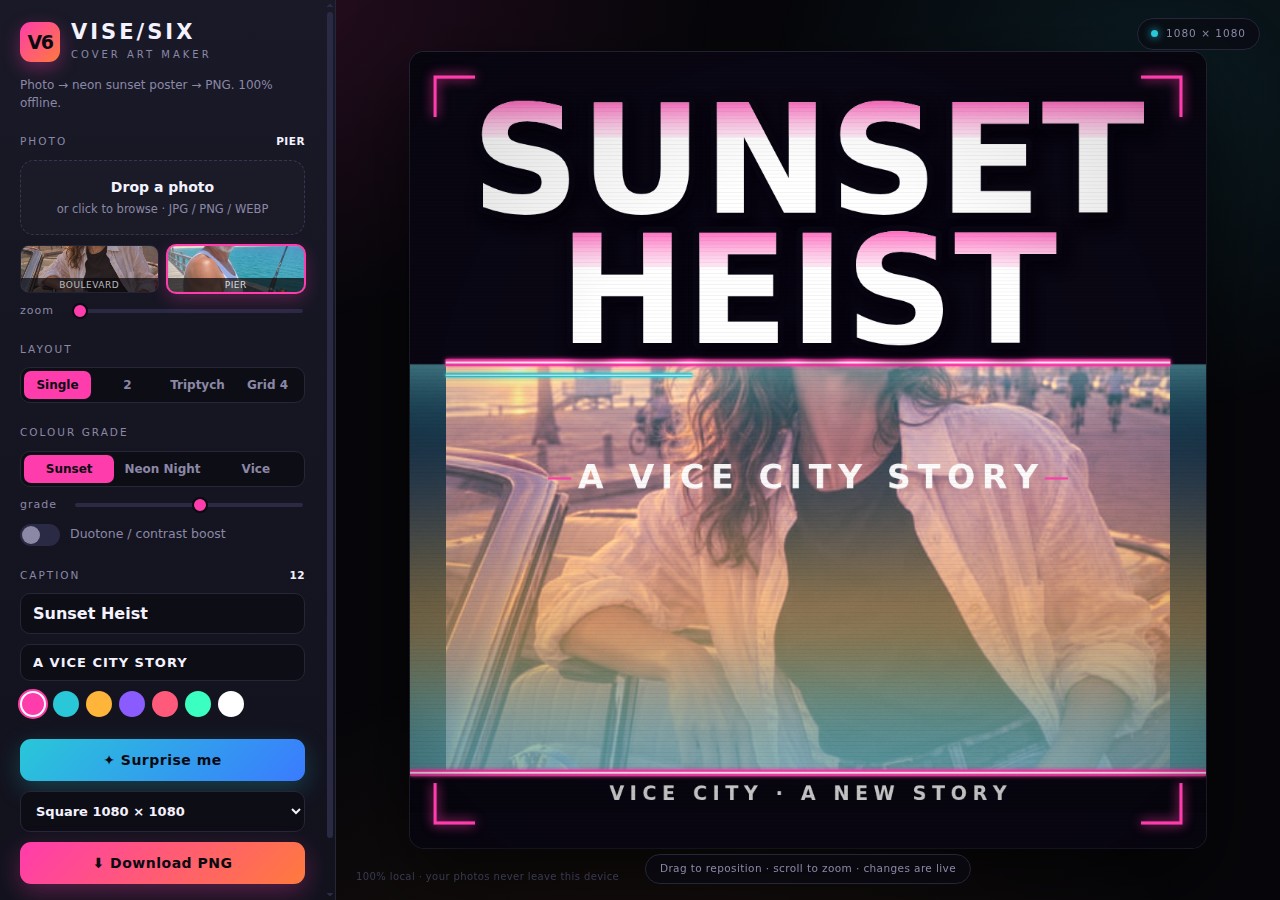 V6
VISE/SIX
COVER ART MAKER
Photo → neon sunset poster → PNG. 100%
offline.
PHOTO
PIER
Drop a photo
or click to browse · JPG / PNG / WEBP
BOULEVARD
PIER
zoom
LAYOUT
Single
2
Triptych
Grid 4
COLOUR GRADE
Sunset
Neon Night
Vice
grade
Duotone / contrast boost
CAPTION
12
Sunset Heist
A VICE CITY STORY
✦ Surprise me
Square 1080 × 1080
⬇ Download PNG
1080 × 1080
SUNSET
HEIST
A VICE CITY STORY
VICE CITY · A NEW STORY
100% local · your photos never leave this device
Drag to reposition · scroll to zoom · changes are live